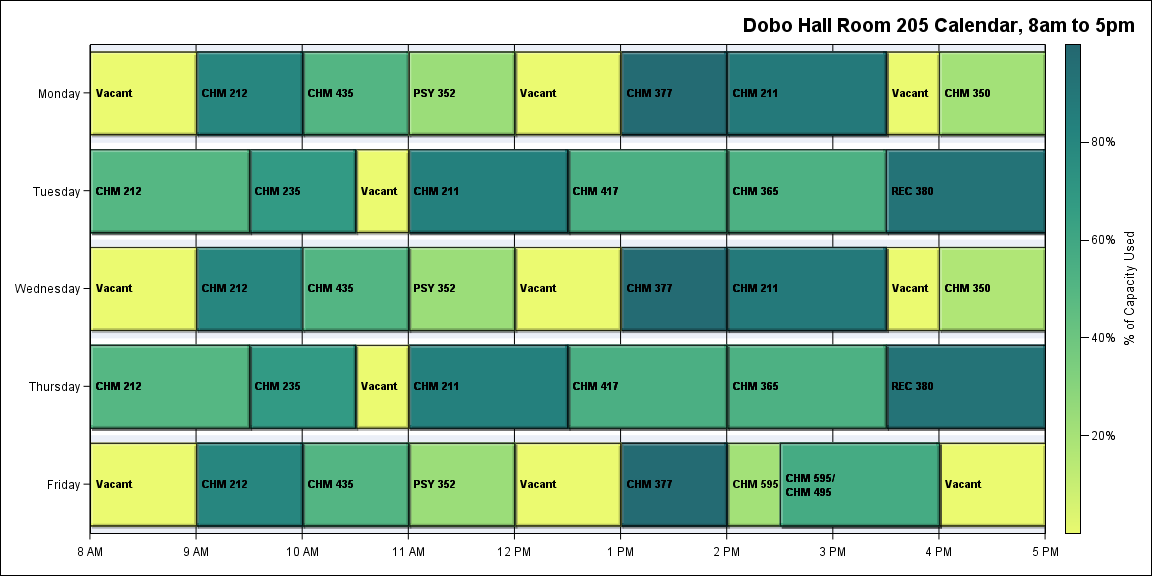 Dobo Hall Room 205 Calendar, 8am to 5pm
Monday
Vacant
CHM 212
CHM 435
PSY 352
Vacant
CHM 377
CHM 211
Vacant
CHM 350
Tuesday
CHM 212
CHM 235
Vacant
CHM 211
CHM 417
CHM 365
REC 380
Wednesday
Vacant
CHM 212
CHM 435
PSY 352
Vacant
CHM 377
CHM 211
Vacant
CHM 350
Thursday
CHM 212
CHM 235
Vacant
CHM 211
CHM 417
CHM 365
REC 380
Friday
Vacant
CHM 212
CHM 435
PSY 352
Vacant
CHM 377
CHM 595
CHM 595/
CHM 495
Vacant
8 AM
9 AM
10 AM
11 AM
12 PM
1 PM
2 PM
3 PM
4 PM
5 PM
80%
60%
40%
20%
% of Capacity Used